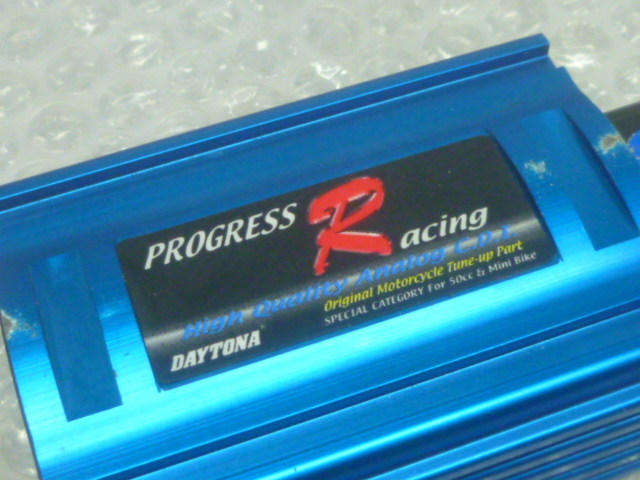 PROGRESS Racing
High Quality Analog C.D.I.
Original Motorcycle Tune-up Part
SPECIAL CATEGORY For 50cc & Mini Bike
DAYTONA